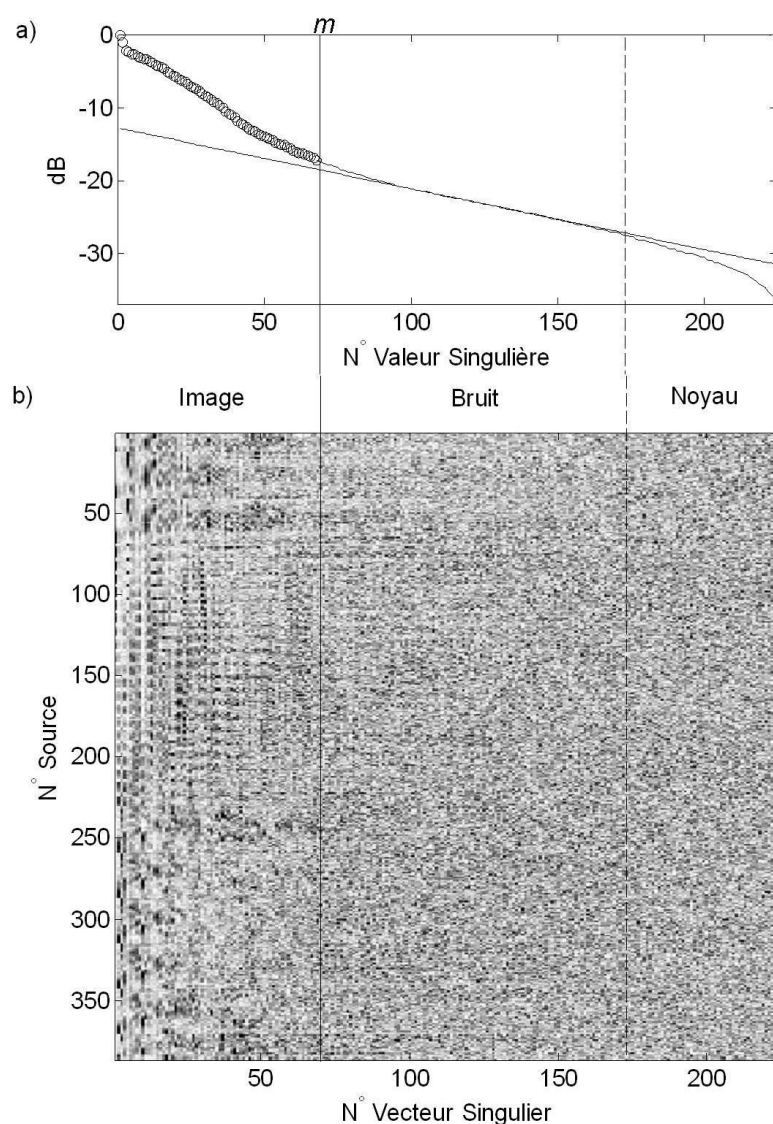 a)
m
0
-10
-20
-30
dB
0 50 100 150 200
N° Valeur Singulière
Image Bruit Noyau
b)
50
100
150
200
250
300
350
N° Source
50 100 150 200
N° Vecteur Singulier